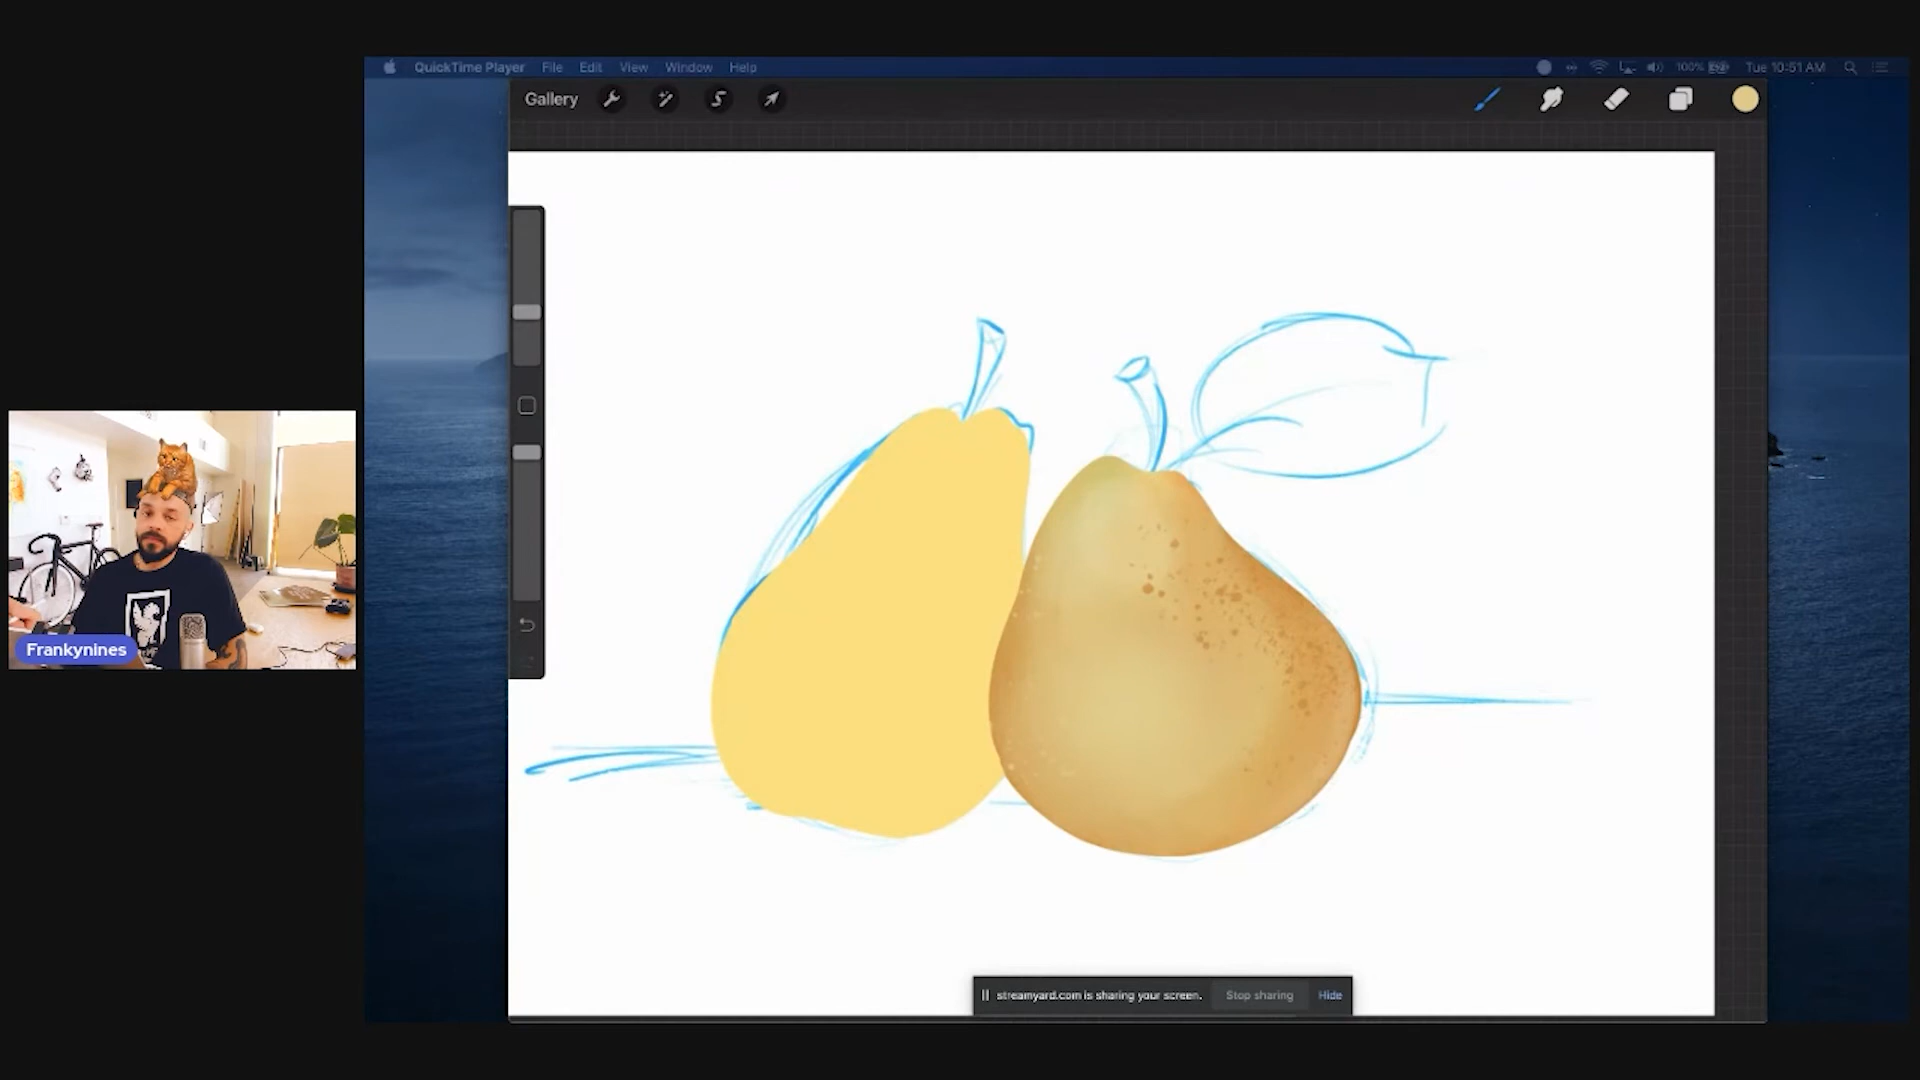 QuickTime Player File Edit View Window Help
100% Tue 10:51 AM
Gallery
Frankynines
streamyard.com is sharing your screen. Stop sharing Hide